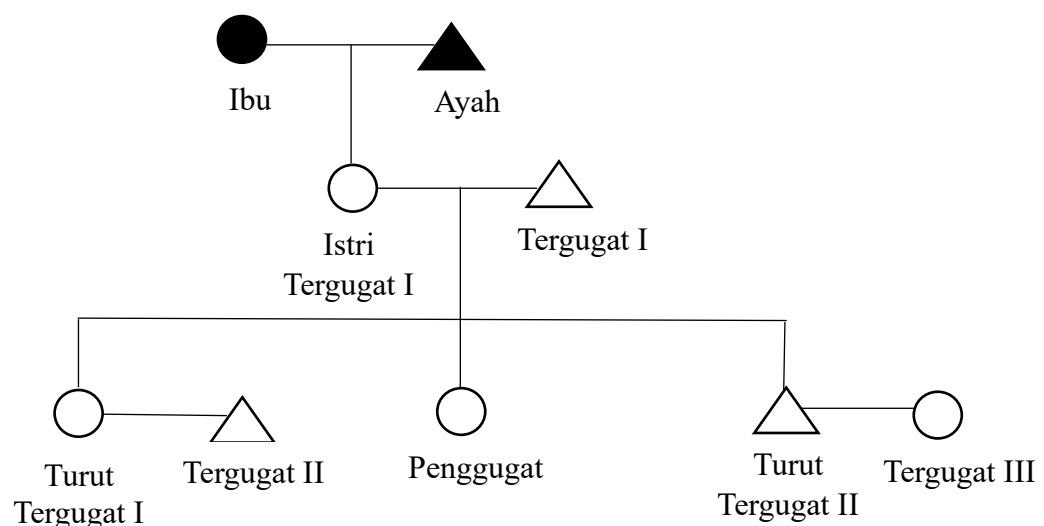 Ibu
Ayah
Istri
Tergugat I
Tergugat I
Turut
Tergugat I
Tergugat II
Penggugat
Turut
Tergugat II
Tergugat III